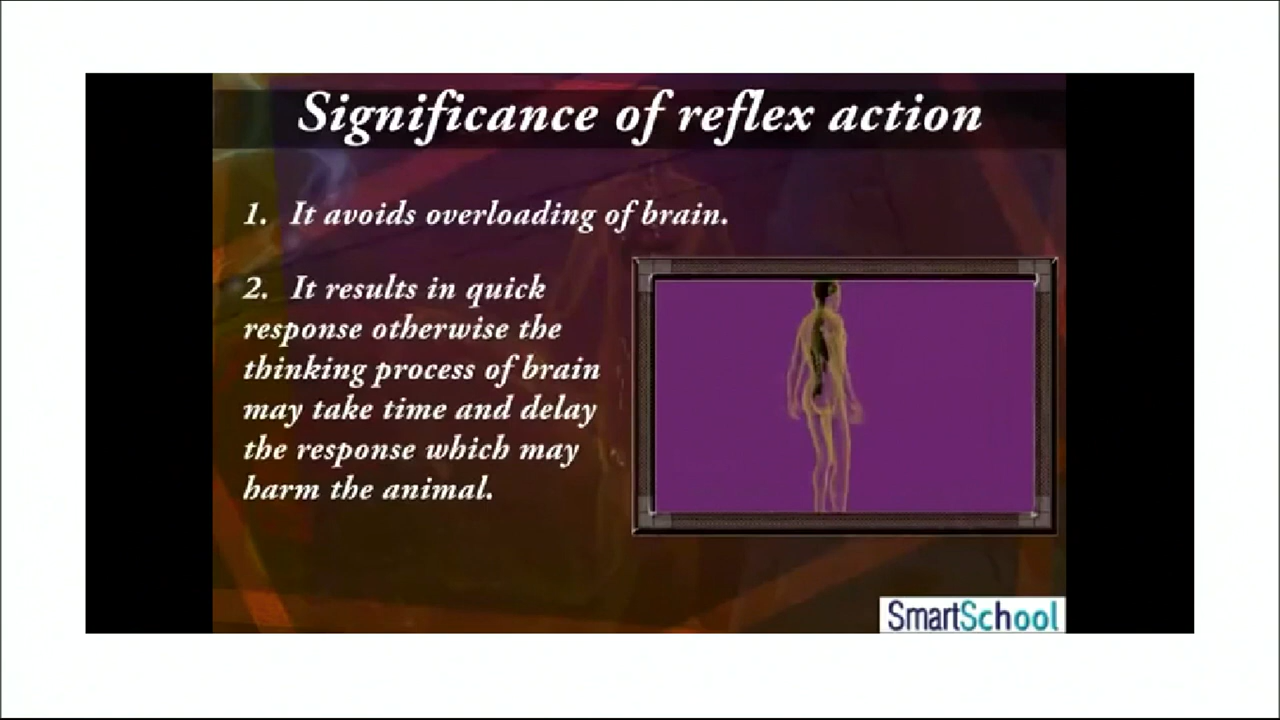 Significance of reflex action
1. It avoids overloading of brain.
2. It results in quick
response otherwise the
thinking process of brain
may take time and delay
the response which may
harm the animal.
SmartSchool